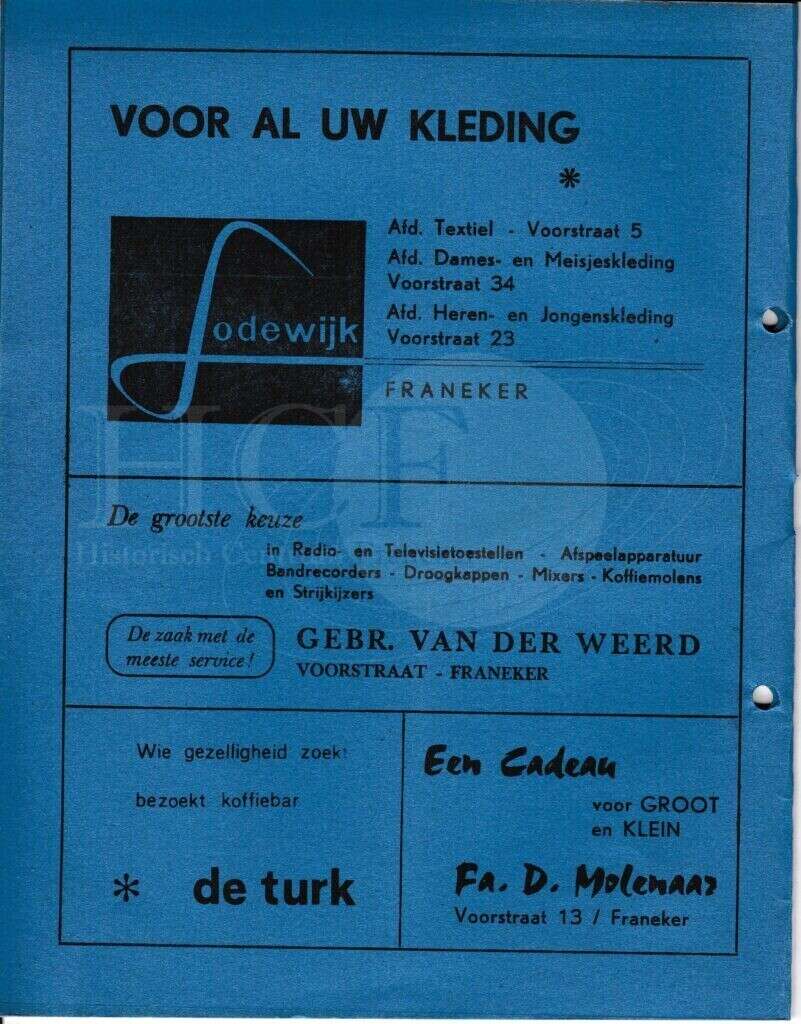 VOOR AL UW KLEDING
*
Lodewijk
Afd. Textiel - Voorstraat 5
Afd. Dames- en Meisjeskleding
Voorstraat 34
Afd. Heren- en Jongenskleding
Voorstraat 23
FRANEKER
HCF
Historisch
De grootste keuze
in Radio- en Televisietoestellen - Afspeelapparatuur
Bandrecorders - Droogkappen - Mixers - Koffiemolens
en Strijkijzers
De zaak met de
meeste service!
GEBR. VAN DER WEERD
VOORSTRAAT - FRANEKER
Wie gezelligheid zoekt
bezoekt koffiebar
* de turk
Een Cadeau
voor GROOT
en KLEIN
Fa. D. Molenaar
Voorstraat 13 / Franeker